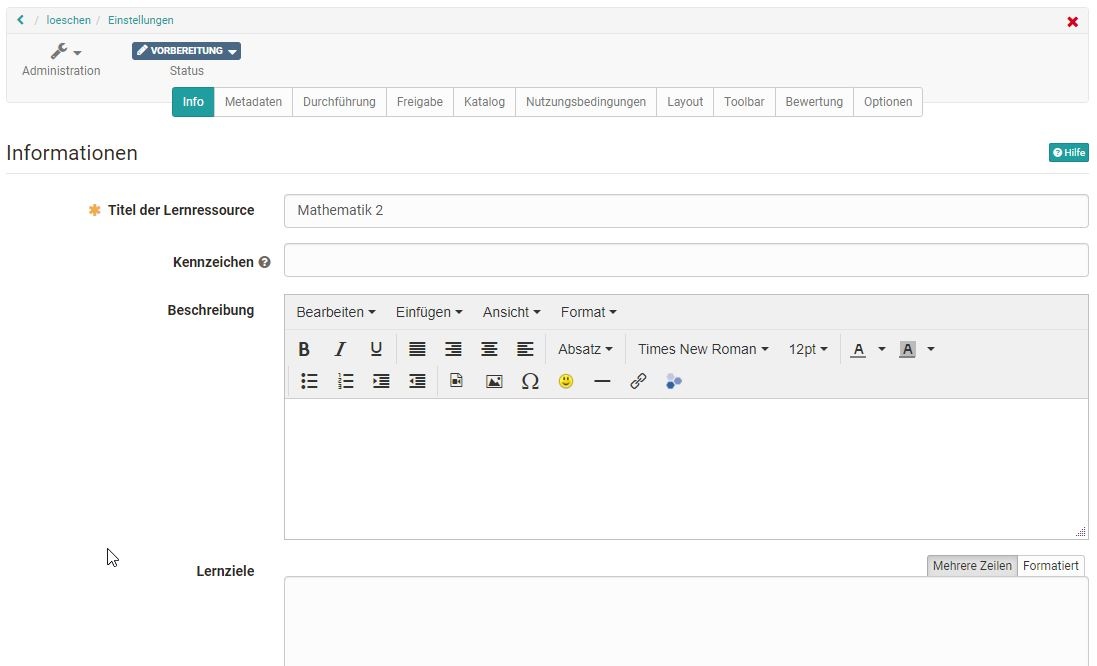 / loeschen / Einstellungen
Administration
VORBEREITUNG
Status
Info Metadaten Durchführung Freigabe Katalog Nutzungsbedingungen Layout Toolbar Bewertung Optionen
Informationen
Hilfe
Titel der Lernressource Mathematik 2
Kennzeichen
Beschreibung
Bearbeiten Einfügen Ansicht Format
B I U Absatz Times New Roman 12pt A A
Ω
Lernziele
Mehrere Zeilen Formatiert